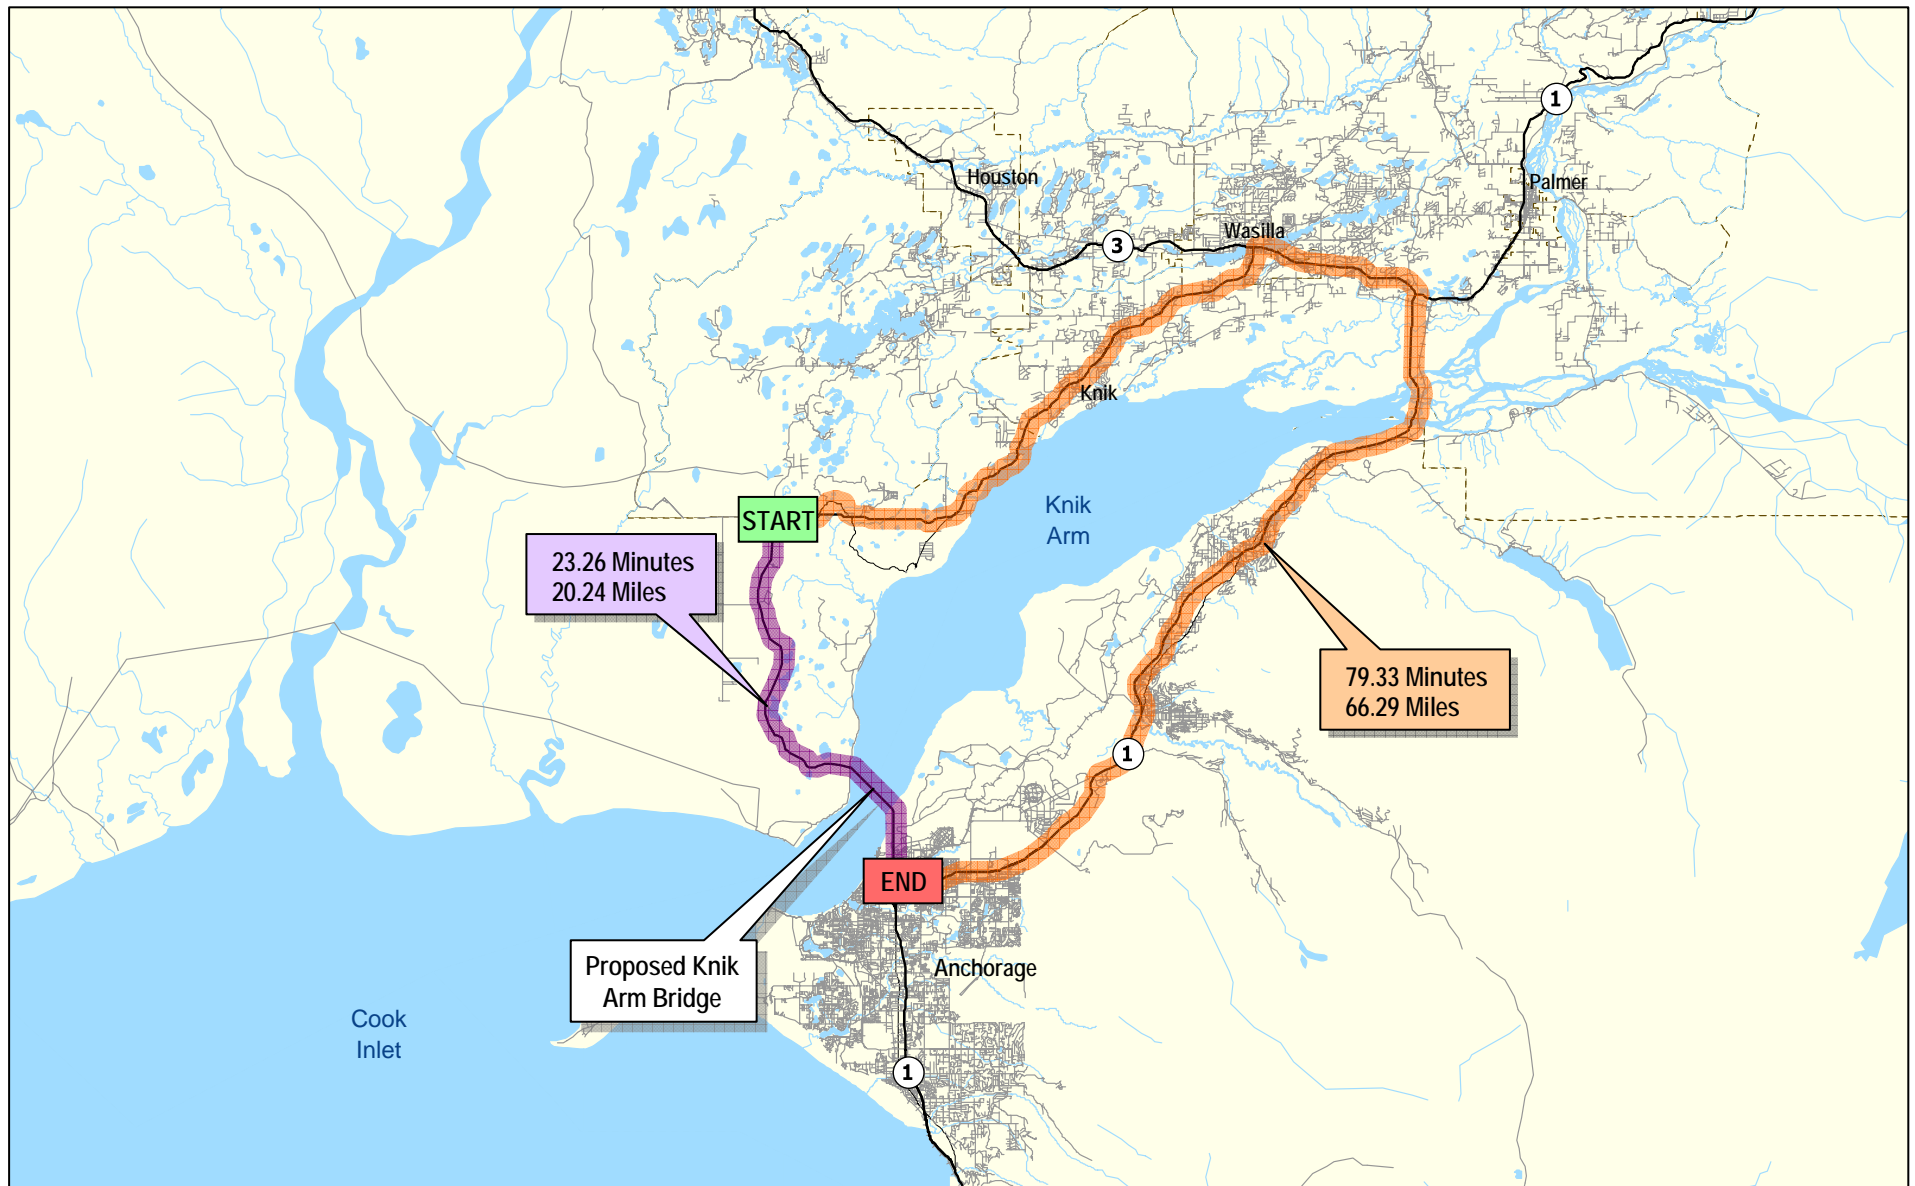 1
Houston
Palmer
Wasilla
3
Knik
START
Knik
Arm
23.26 Minutes
20.24 Miles
79.33 Minutes
66.29 Miles
1
END
Proposed Knik
Arm Bridge
Anchorage
Cook
Inlet
1